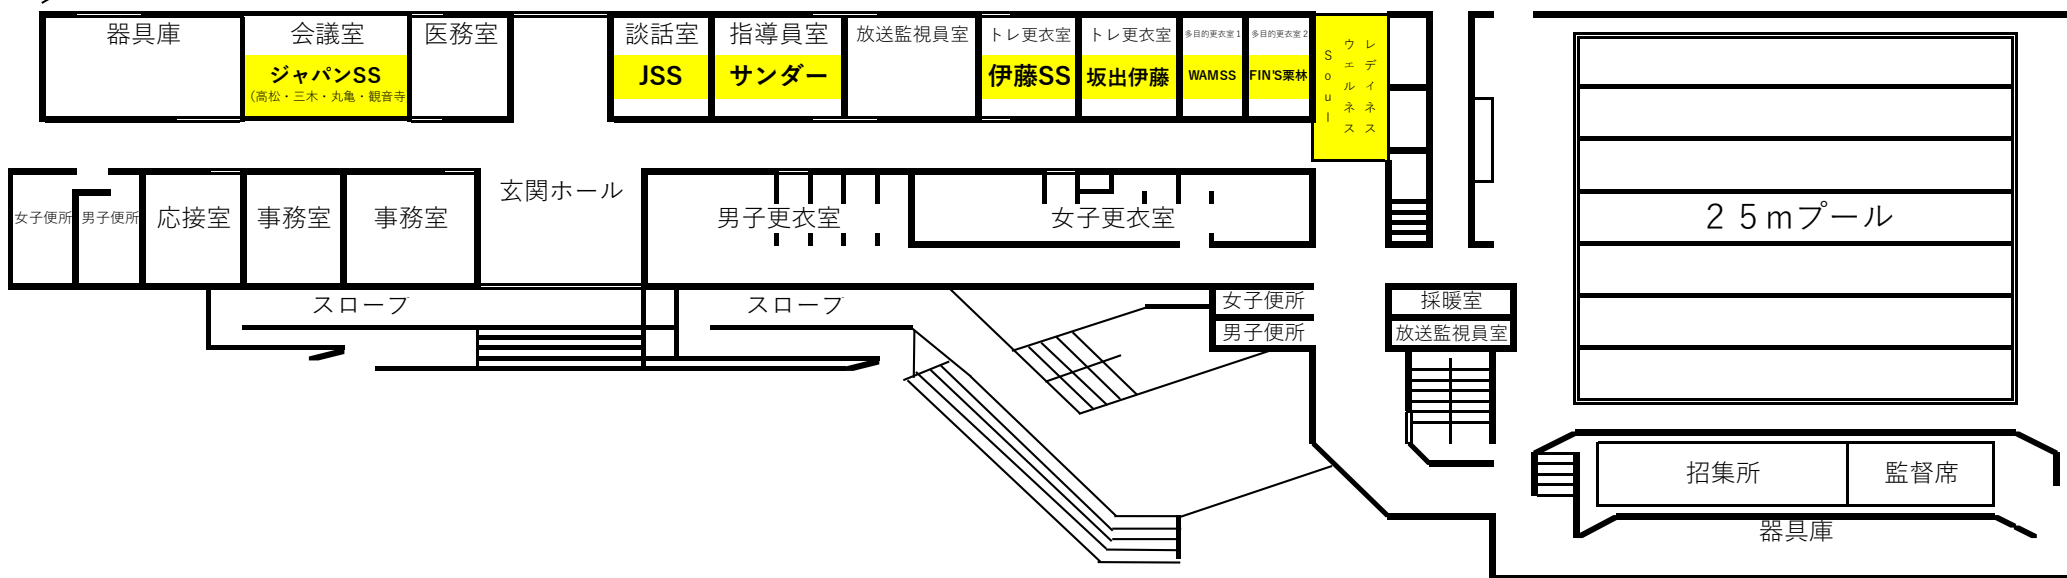 器具庫
会議室
ジャパンSS
(高松・三木・丸亀・観音寺
医務室
談話室
JSS
指導員室
サンダー
放送監視員室
トレ更衣室
伊藤SS
トレ更衣室
坂出伊藤
多目的更衣室1
WAMSS
多目的更衣室2
FIN'S栗林
レディネス
ウェルネス
Soul
女子便所
男子便所
応接室
事務室
事務室
玄関ホール
男子更衣室
女子更衣室
25mプール
スロープ
スロープ
女子便所
男子便所
採暖室
放送監視員室
招集所
監督席
器具庫